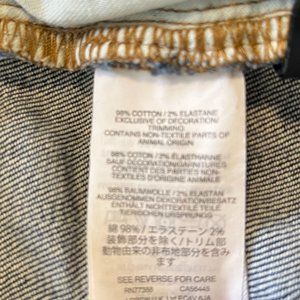 98% COTTON / 2% ELASTANE
EXCLUSIVE OF DECORATION/
TRIMMING
CONTAINS NON-TEXTILE PARTS OF
ANIMAL ORIGIN
98% COTON / 2% ELASTHANNE
SAUF DÉCORATION/GARNITURES
CONTIENT DES PARTIES NON-
TEXTILES D'ORIGINE ANIMALE
98% BAUMWOLLE / 2% ELASTAN
AUSGENOMMEN DEKORATION/BESATZ
ENTHÄLT NICHTTEXTILE TEILE
TIERISCHEN URSPRUNGS
綿 98%/ エラステーン 2%
装飾部分を除く/トリム部
動物由来の非布地部分を含
みます
SEE REVERSE FOR CARE
RN77388 CA56445